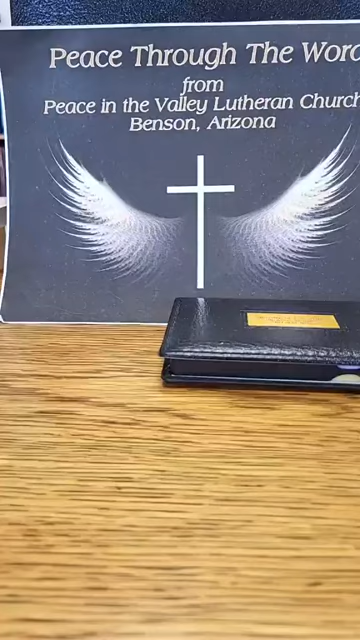 Peace Through The Word
from
Peace in the Valley Lutheran Church
Benson, Arizona